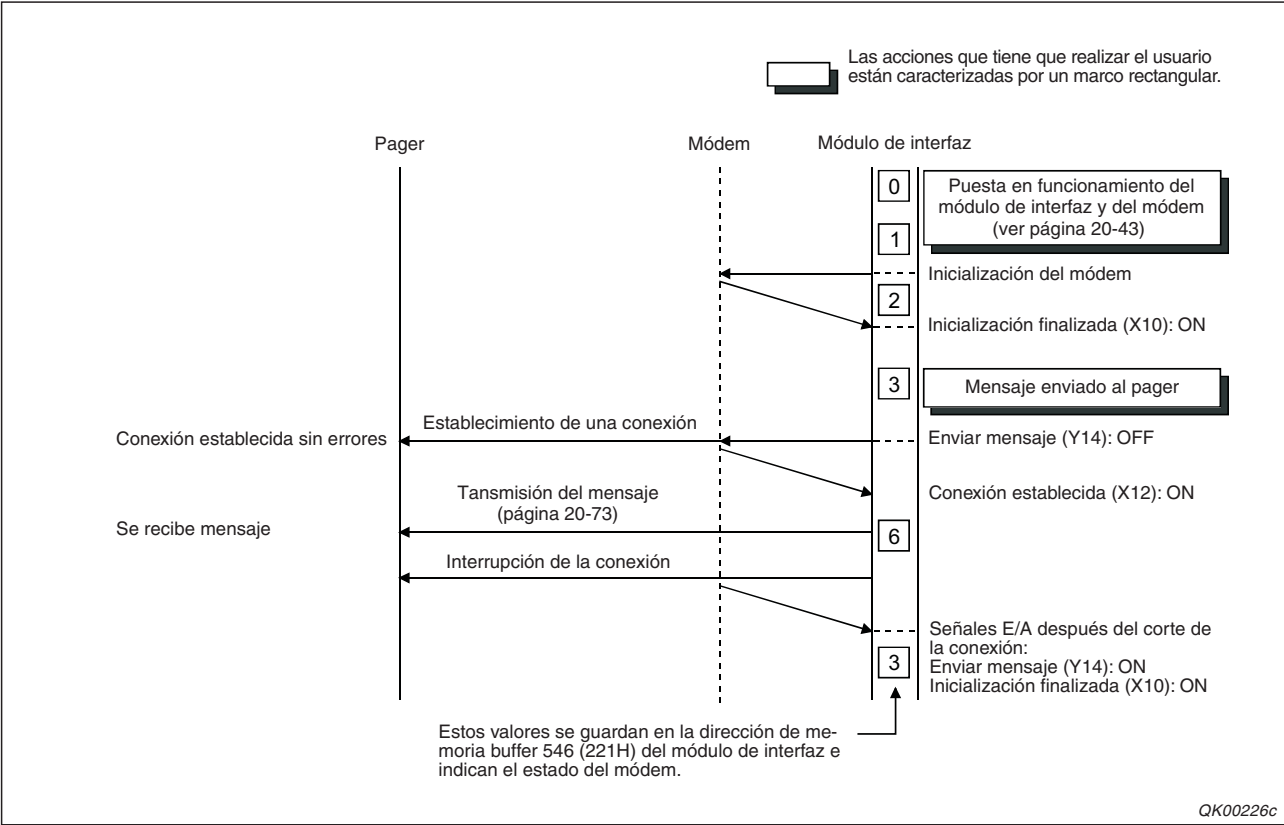 Las acciones que tiene que realizar el usuario
están caracterizadas por un marco rectangular.
Pager
Módem
Módulo de interfaz
0
Puesta en funcionamiento del
módulo de interfaz y del módem
(ver página 20-43)
1
Inicialización del módem
2
Inicialización finalizada (X10): ON
3
Mensaje enviado al pager
Conexión establecida sin errores
Establecimiento de una conexión
Enviar mensaje (Y14): OFF
Conexión establecida (X12): ON
Tansmisión del mensaje
(página 20-73)
Se recibe mensaje
6
Interrupción de la conexión
Señales E/A después del corte de
la conexión:
Enviar mensaje (Y14): ON
Inicialización finalizada (X10): ON
3
Estos valores se guardan en la dirección de me-
moria buffer 546 (221H) del módulo de interfaz e
indican el estado del módem.
QK00226c